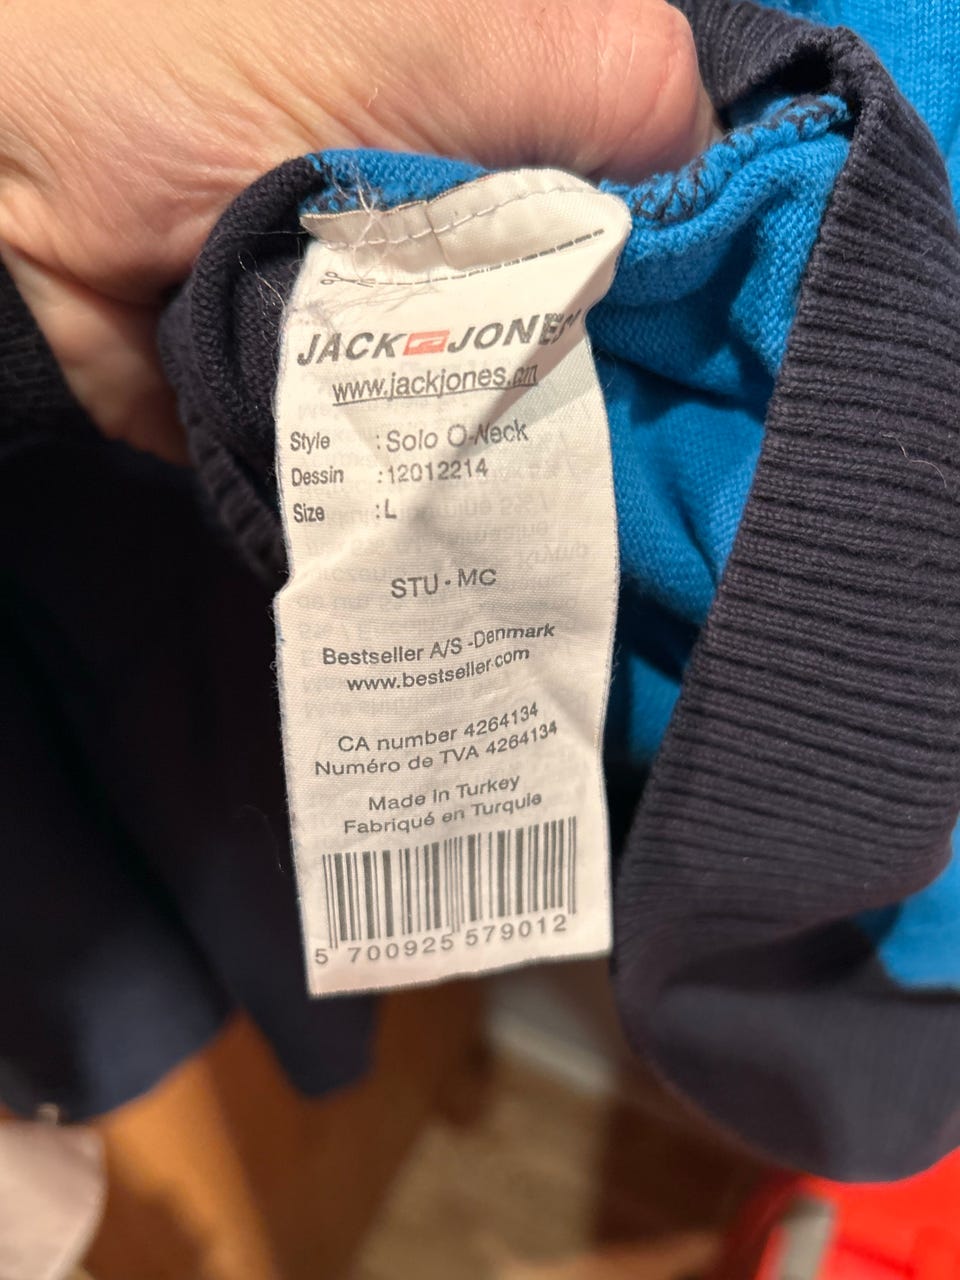 JACK JONES
www.jackjones.com
Style : Solo O-Neck
Dessin : 12012214
Size : L
STU · MC
Bestseller A/S -Denmark
www.bestseller.com
CA number 4264134
Numéro de TVA 4264134
Made in Turkey
Fabriqué en Turquie
5 700925 579012